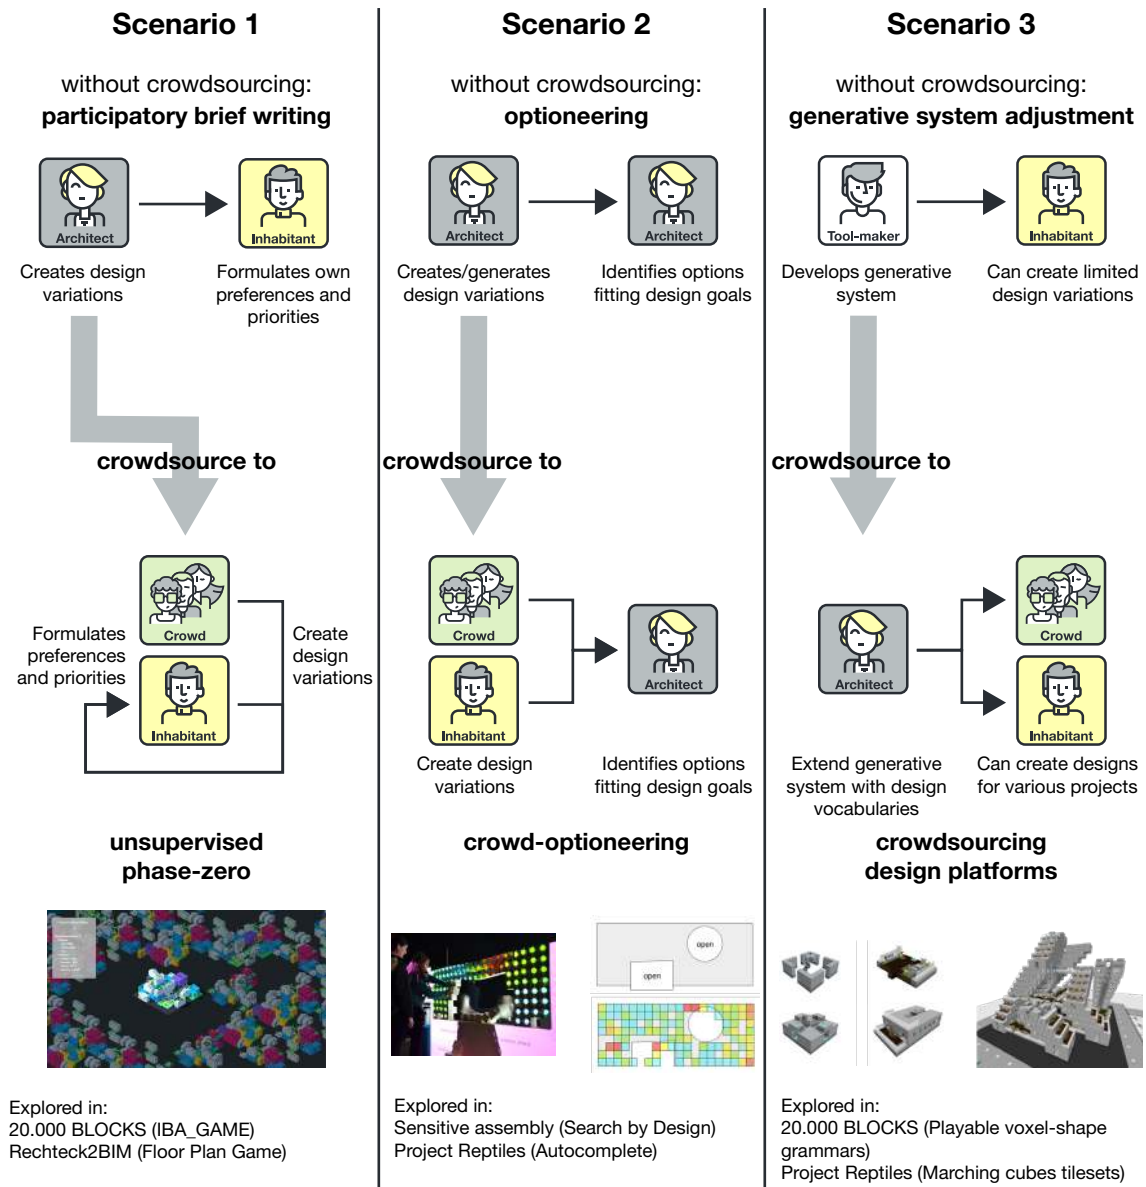 Scenario 1
without crowdsourcing:
participatory brief writing
Architect
Inhabitant
Creates design
variations
Formulates own
preferences and
priorities
crowdsource to
Crowd
Formulates
preferences
and priorities
Create
design
variations
Inhabitant
unsupervised
phase-zero
Explored in:
20.000 BLOCKS (IBA_GAME)
Rechteck2BIM (Floor Plan Game)
Scenario 2
without crowdsourcing:
optioneering
Architect
Architect
Creates/generates
design variations
Identifies options
fitting design goals
crowdsource to
Crowd
Architect
Inhabitant
Create design
variations
Identifies options
fitting design goals
crowd-optioneering
open
open
Explored in:
Sensitive assembly (Search by Design)
Project Reptiles (Autocomplete)
Scenario 3
without crowdsourcing:
generative system adjustment
Tool-maker
Inhabitant
Develops generative
system
Can create limited
design variations
crowdsource to
Crowd
Architect
Inhabitant
Extend generative
system with design
vocabularies
Can create designs
for various projects
crowdsourcing
design platforms
Explored in:
20.000 BLOCKS (Playable voxel-shape
grammars)
Project Reptiles (Marching cubes tilesets)